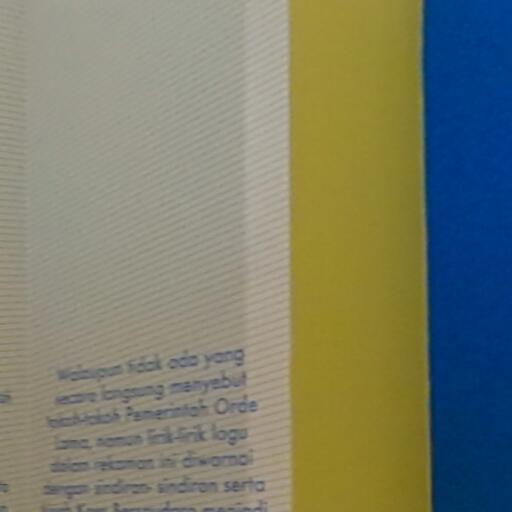 Walaupun tidak ada yang
secara langsung menyebut
tokoh-tokoh Pemerintah Orde
Lama, namun lirik-lirik lagu
dalam rekaman ini diwarnai
dengan sindiran- sindiran serta